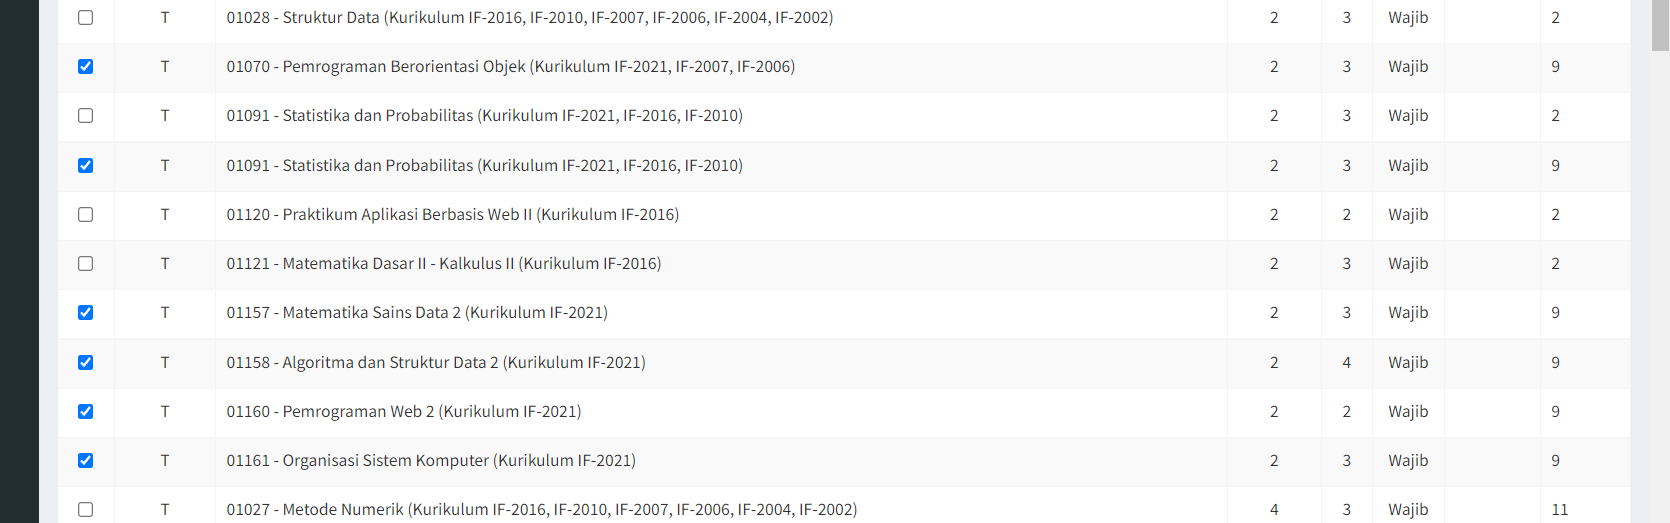 T 01028 - Struktur Data (Kurikulum IF-2016, IF-2010, IF-2007, IF-2006, IF-2004, IF-2002) 2 3 Wajib 2
T 01070 - Pemrograman Berorientasi Objek (Kurikulum IF-2021, IF-2007, IF-2006) 2 3 Wajib 9
T 01091 - Statistika dan Probabilitas (Kurikulum IF-2021, IF-2016, IF-2010) 2 3 Wajib 2
T 01091 - Statistika dan Probabilitas (Kurikulum IF-2021, IF-2016, IF-2010) 2 3 Wajib 9
T 01120 - Praktikum Aplikasi Berbasis Web II (Kurikulum IF-2016) 2 2 Wajib 2
T 01121 - Matematika Dasar II - Kalkulus II (Kurikulum IF-2016) 2 3 Wajib 2
T 01157 - Matematika Sains Data 2 (Kurikulum IF-2021) 2 3 Wajib 9
T 01158 - Algoritma dan Struktur Data 2 (Kurikulum IF-2021) 2 4 Wajib 9
T 01160 - Pemrograman Web 2 (Kurikulum IF-2021) 2 2 Wajib 9
T 01161 - Organisasi Sistem Komputer (Kurikulum IF-2021) 2 3 Wajib 9
T 01027 - Metode Numerik (Kurikulum IF-2016, IF-2010, IF-2007, IF-2006, IF-2004, IF-2002) 4 3 Wajib 11